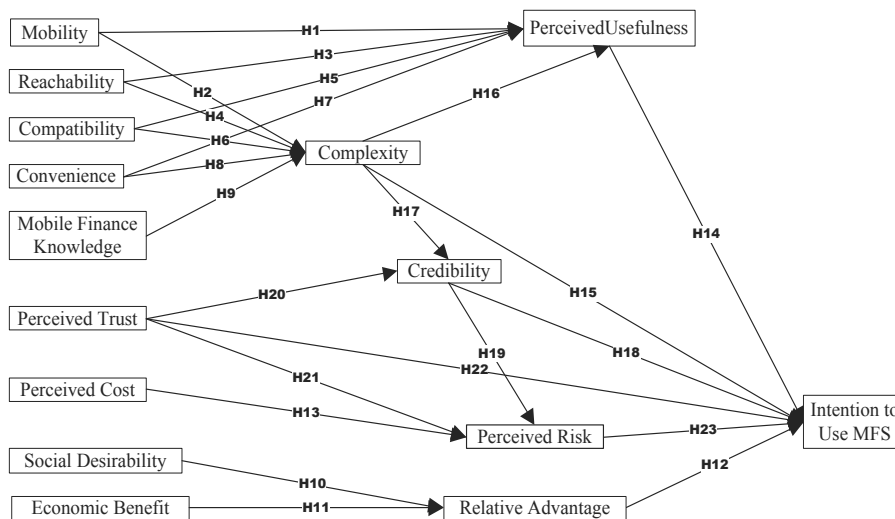 Mobility
H1
PerceivedUsefulness
H3
Reachability
H5
H2
H7
H16
H4
Compatibility
H6
Complexity
H8
Convenience
H9
H17
Mobile Finance
Knowledge
H14
Credibility
H20
H15
Perceived Trust
H19
H18
H22
H21
Perceived Cost
H13
Intention to
Use MFS
Perceived Risk
H23
Social Desirability
H12
H10
Economic Benefit
H11
Relative Advantage